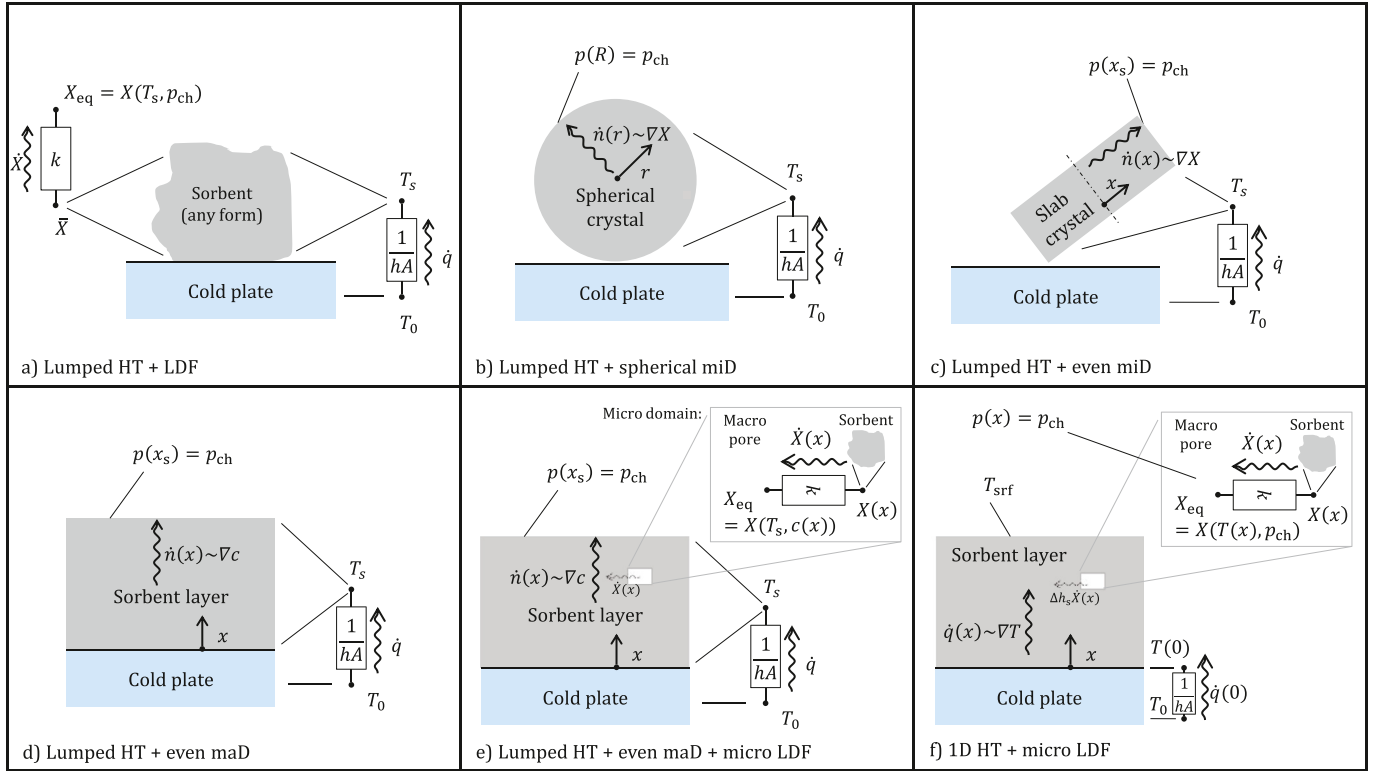 X_eq = X(T_s, p_ch)
Ẋ
k
X̄
Sorbent
(any form)
T_s
1/hA
q̇
Cold plate
T_0
a) Lumped HT + LDF
p(R) = p_ch
ṅ(r)~∇X
r
Spherical
crystal
T_s
1/hA
q̇
Cold plate
T_0
b) Lumped HT + spherical miD
p(x_s) = p_ch
ṅ(x)~∇X
x
Slab
crystal
T_s
1/hA
q̇
Cold plate
T_0
c) Lumped HT + even miD
p(x_s) = p_ch
ṅ(x)~∇c
Sorbent layer
x
T_s
1/hA
q̇
Cold plate
T_0
d) Lumped HT + even maD
Micro domain:
Macro
pore
Sorbent
Ẋ(x)
k
X_eq
= X(T_s, c(x))
X(x)
p(x_s) = p_ch
ṅ(x)~∇c
Ẋ(x)
Sorbent layer
x
T_s
1/hA
q̇
Cold plate
T_0
e) Lumped HT + even maD + micro LDF
p(x) = p_ch
Macro
pore
Sorbent
Ẋ(x)
k
X_eq
= X(T(x), p_ch)
X(x)
T_srf
Sorbent layer
Δh_s Ẋ(x)
q̇(x)~∇T
x
T(0)
1/hA
q̇(0)
T_0
Cold plate
f) 1D HT + micro LDF